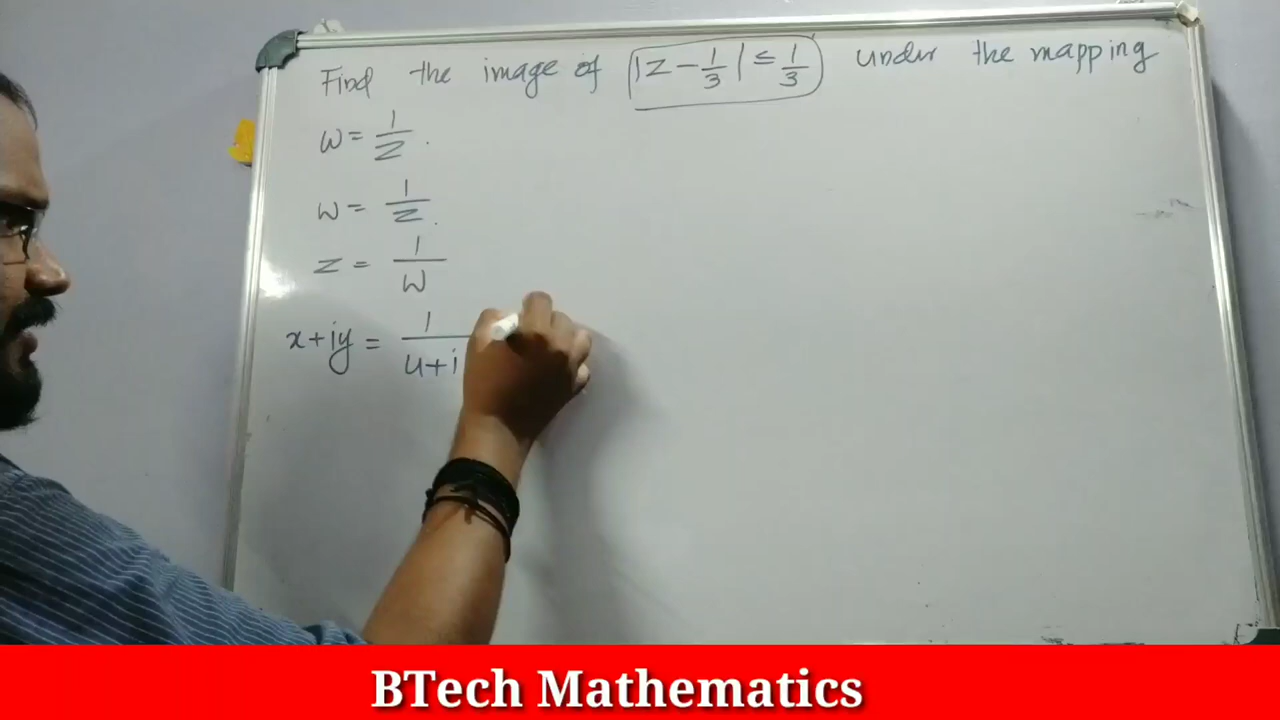 Find the image of |z - 1/3| ≤ 1/3 under the mapping
w = 1/z.
w = 1/z.
z = 1/w
x+iy = 1/u+i
BTech Mathematics